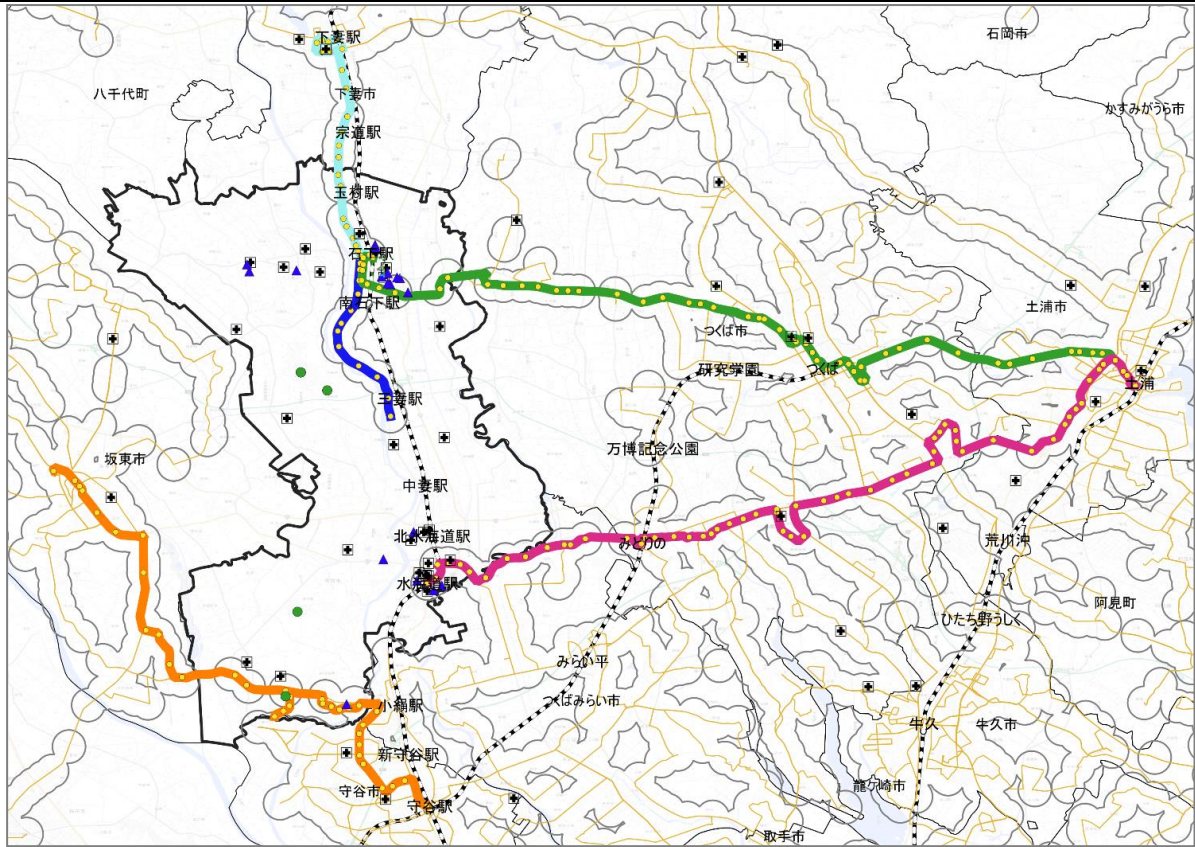 石岡市
下妻駅
八千代町
下妻市
かすみがうら市
宗道駅
玉村駅
石下駅
南石下駅
土浦市
つくば市
研究学園
つくば
土浦
三妻駅
万博記念公園
坂東市
中妻駅
北水海道駅
みどりの
荒川沖
水海道駅
阿見町
ひたち野うしく
みらい平
つくばみらい市
小絹駅
牛久
牛久市
新守谷駅
守谷市
龍ケ崎市
守谷駅
取手市